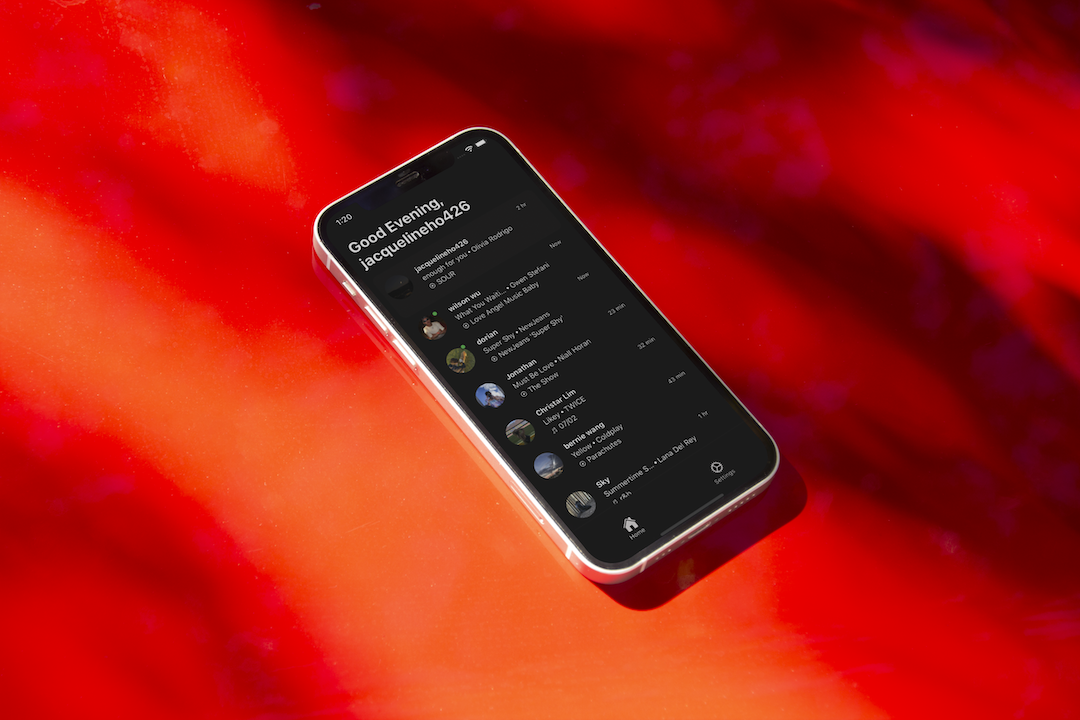 1:20
Good Evening,
jacquelineho426
jacquelineho426
2 hr
enough for you • Olivia Rodrigo
SOUR
wilson wu
Now
What You Waiti... • Gwen Stefani
Love Angel Music Baby
dorian
Now
Super Shy • NewJeans
NewJeans 'Super Shy'
Jonathan
23 min
Must Be Love • Niall Horan
The Show
Christar Lim
32 min
Likey • TWICE
♫ 07/02
bernie wang
43 min
Yellow • Coldplay
Parachutes
Sky
1 hr
Summertime S... • Lana Del Rey
Home
Settings